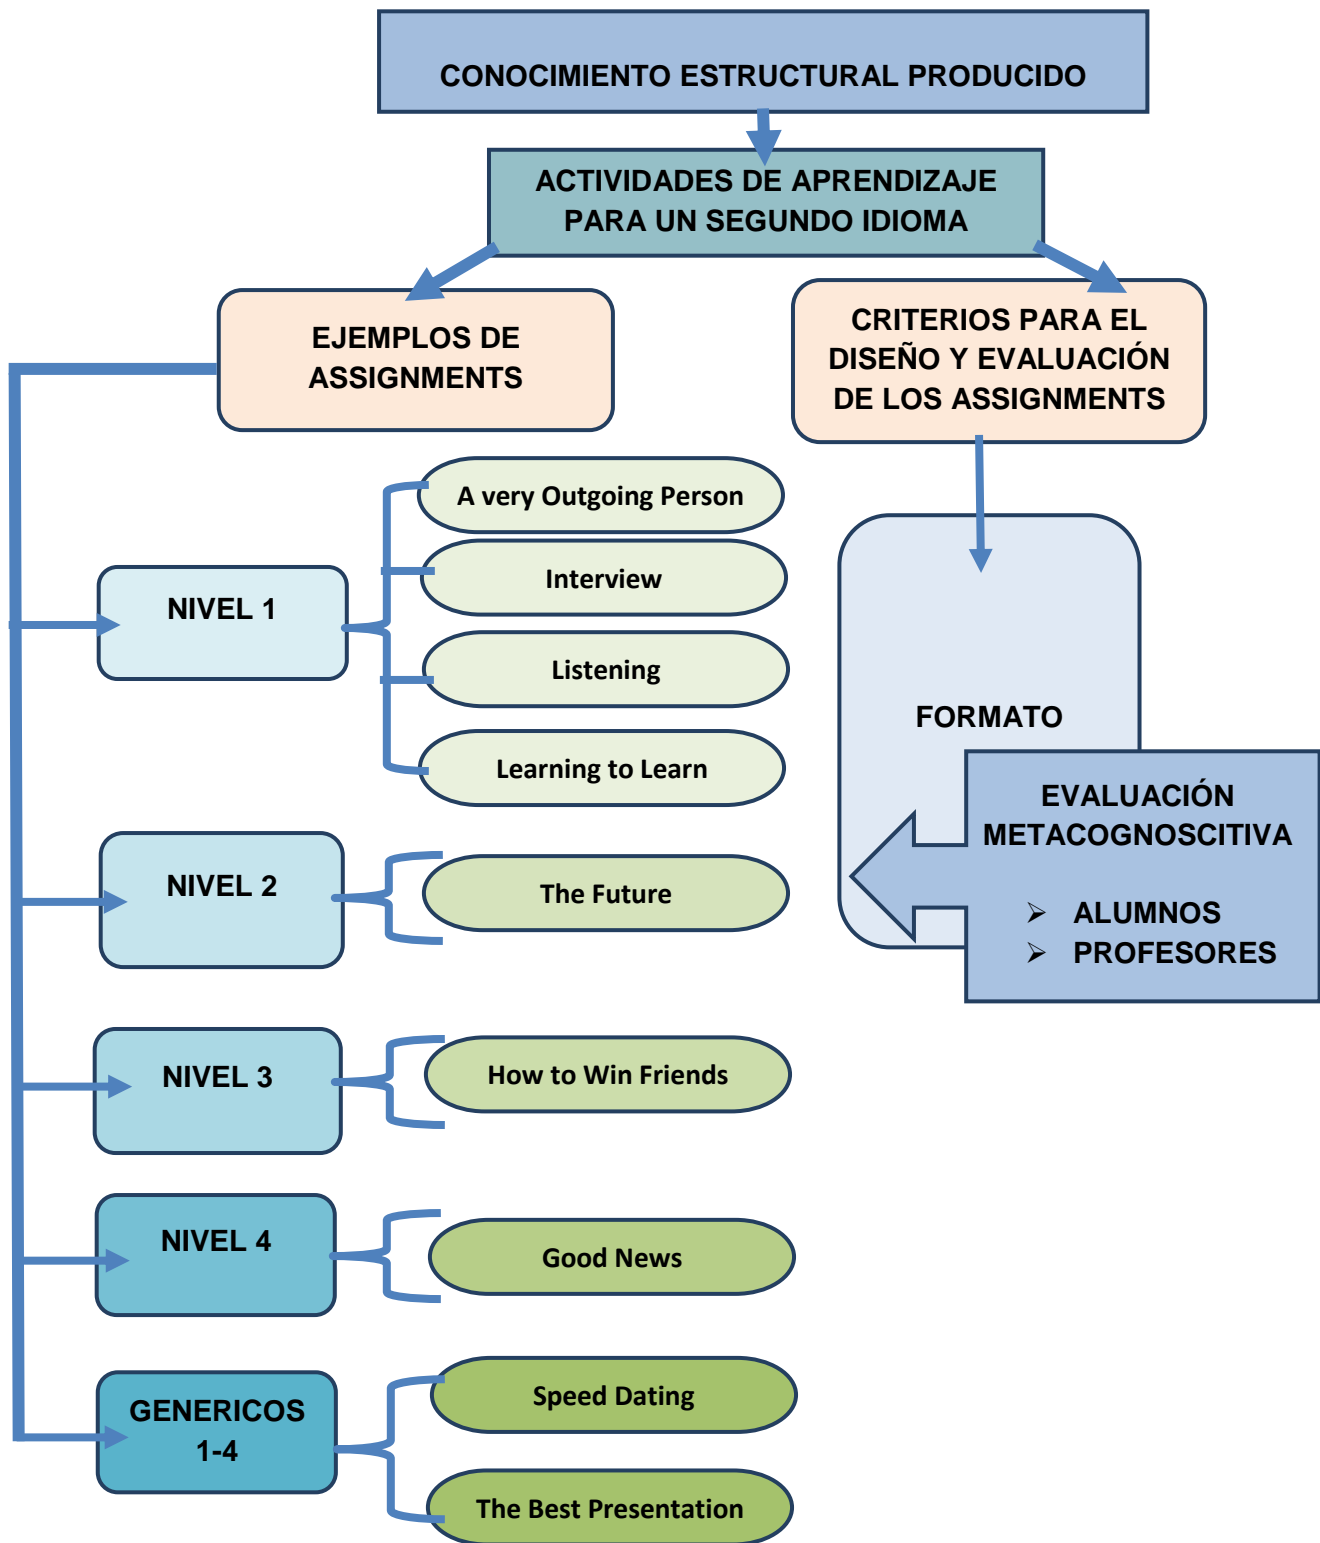 CONOCIMIENTO ESTRUCTURAL PRODUCIDO
ACTIVIDADES DE APRENDIZAJE
PARA UN SEGUNDO IDIOMA
EJEMPLOS DE
ASSIGNMENTS
CRITERIOS PARA EL
DISEÑO Y EVALUACIÓN
DE LOS ASSIGNMENTS
NIVEL 1
A very Outgoing Person
Interview
Listening
Learning to Learn
NIVEL 2
The Future
NIVEL 3
How to Win Friends
NIVEL 4
Good News
GENERICOS
1-4
Speed Dating
The Best Presentation
FORMATO
EVALUACIÓN
METACOGNOSCITIVA
➢ ALUMNOS
➢ PROFESORES